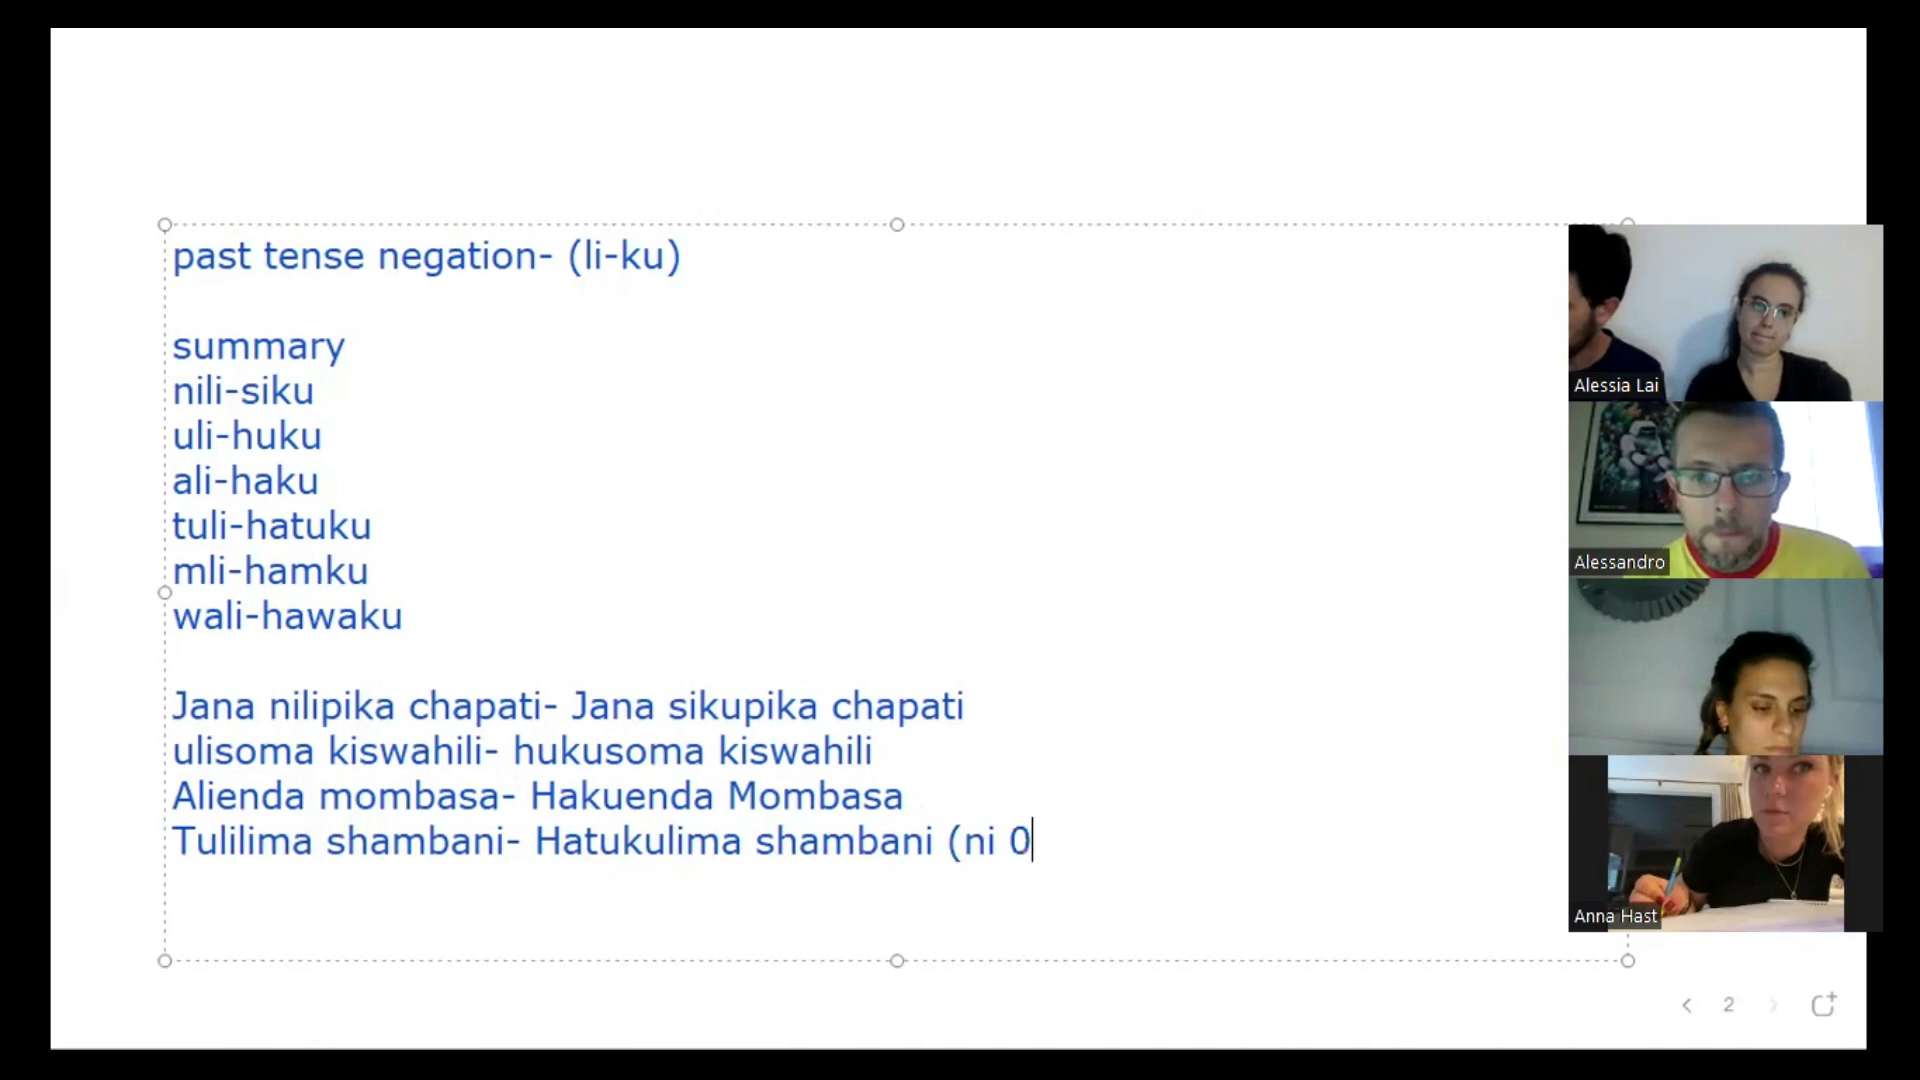 past tense negation- (li-ku)
summary
nili-siku
uli-huku
ali-haku
tuli-hatuku
mli-hamku
wali-hawaku
Jana nilipika chapati- Jana sikupika chapati
ulisoma kiswahili- hukusoma kiswahili
Alienda mombasa- Hakuenda Mombasa
Tulilima shambani- Hatukulima shambani (ni 0
Alessia Lai
Alessandro
Anna Hast
2